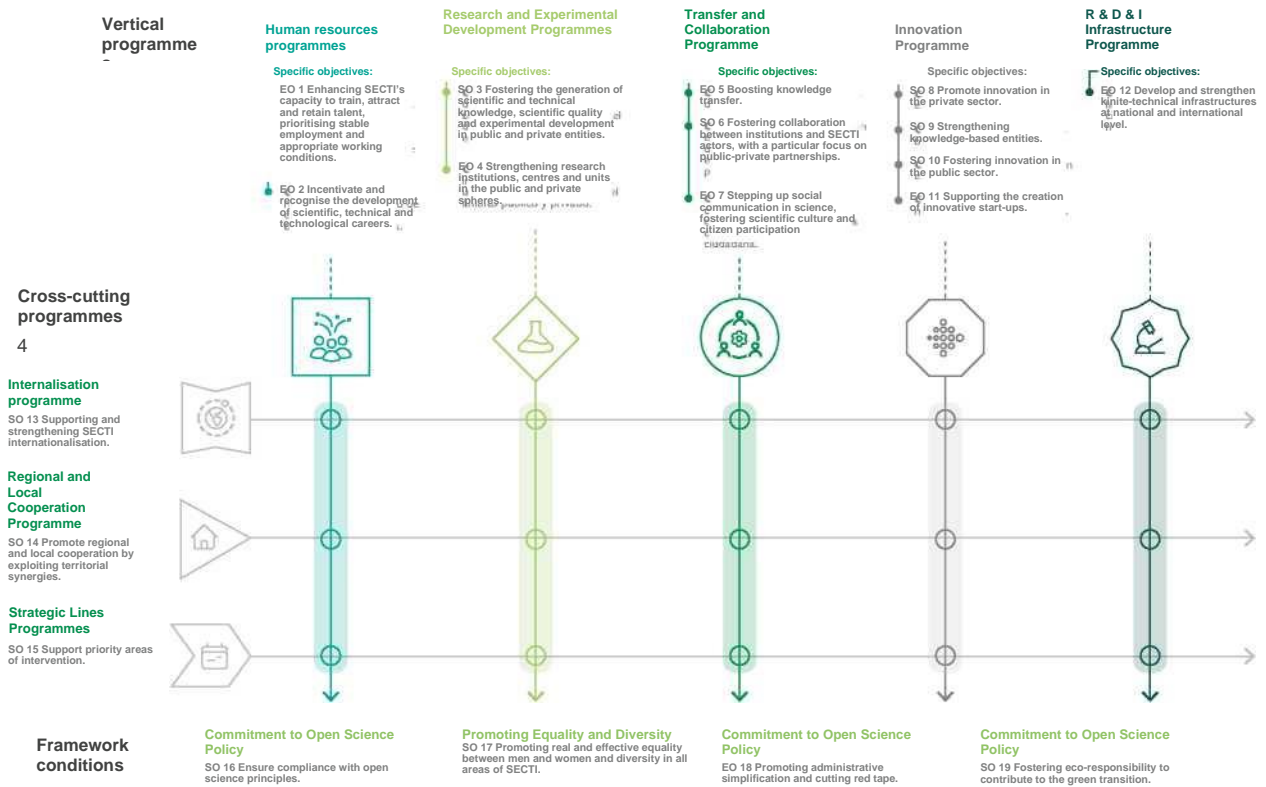 Vertical
programme
Human resources
programmes
Specific objectives:
EO 1 Enhancing SECTI's
capacity to train, attract
and retain talent,
prioritising stable
employment and
appropriate working
conditions.
EO 2 Incentivate and
recognise the development
of scientific, technical and
technological careers.
Research and Experimental
Development Programmes
Specific objectives:
SO 3 Fostering the generation of
scientific and technical
knowledge, scientific quality
and experimental development
in public and private entities.
EO 4 Strengthening research
institutions, centres and units
in the public and private
spheres.
Transfer and
Collaboration
Programme
Specific objectives:
EO 5 Boosting knowledge
transfer.
SO 6 Fostering collaboration
between institutions and SECTI
actors, with a particular focus on
public-private partnerships.
EO 7 Stepping up social
communication in science,
fostering scientific culture and
citizen participation
ciudadana.
Innovation
Programme
Specific objectives:
SO 8 Promote innovation in
the private sector.
SO 9 Strengthening
knowledge-based entities.
SO 10 Fostering innovation in
the public sector.
EO 11 Supporting the creation
of innovative start-ups.
R & D & I
Infrastructure
Programme
Specific objectives:
EO 12 Develop and strengthen
kinite-technical infrastructures
at national and international
level.
Cross-cutting
programmes
4
Internalisation
programme
SO 13 Supporting and
strengthening SECTI
internationalisation.
Regional and
Local
Cooperation
Programme
SO 14 Promote regional
and local cooperation by
exploiting territorial
synergies.
Strategic Lines
Programmes
SO 15 Support priority areas
of intervention.
Framework
conditions
Commitment to Open Science
Policy
SO 16 Ensure compliance with open
science principles.
Promoting Equality and Diversity
SO 17 Promoting real and effective equality
between men and women and diversity in all
areas of SECTI.
Commitment to Open Science
Policy
EO 18 Promoting administrative
simplification and cutting red tape.
Commitment to Open Science
Policy
SO 19 Fostering eco-responsibility to
contribute to the green transition.